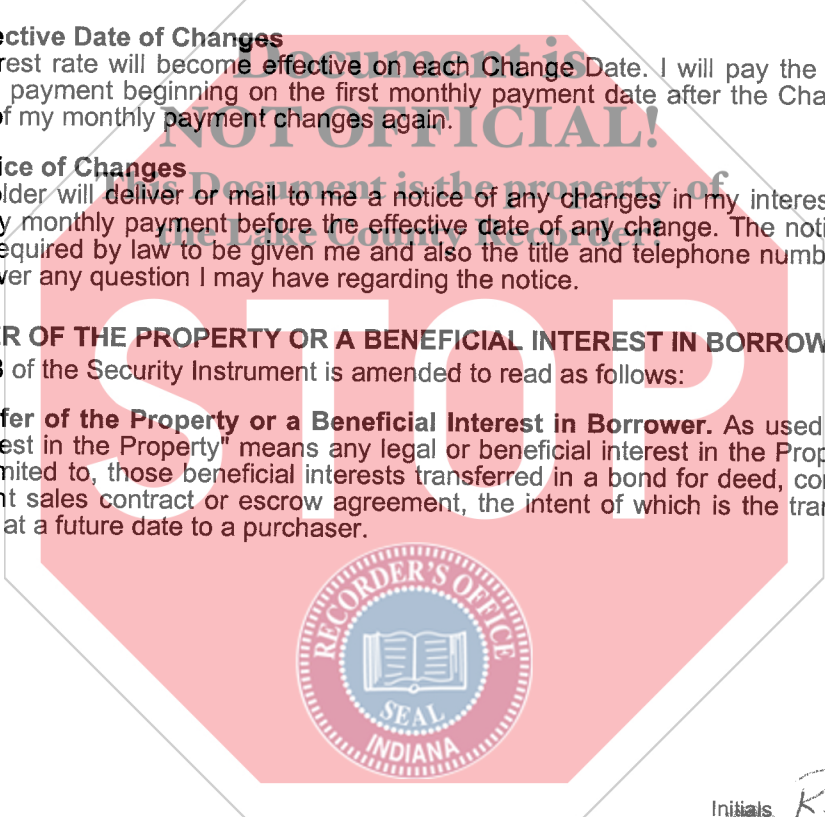 ective Date of Changes
rest rate will become effective on each Change Date. I will pay the
payment beginning on the first monthly payment date after the Cha
of my monthly payment changes again.
ice of Changes
older will deliver or mail to me a notice of any changes in my interes
y monthly payment before the effective date of any change. The noti
equired by law to be given me and also the title and telephone numb
ver any question I may have regarding the notice.
ER OF THE PROPERTY OR A BENEFICIAL INTEREST IN BORROW
of the Security Instrument is amended to read as follows:
fer of the Property or a Beneficial Interest in Borrower. As used
est in the Property" means any legal or beneficial interest in the Prop
mited to, those beneficial interests transferred in a bond for deed, con
nt sales contract or escrow agreement, the intent of which is the tran
at a future date to a purchaser.
Document is
NOT OFFICIAL!
This Document is the property of
the Lake County Recorder!
STOP
RECORDER'S OFFICE
SEAL
INDIANA
Initials